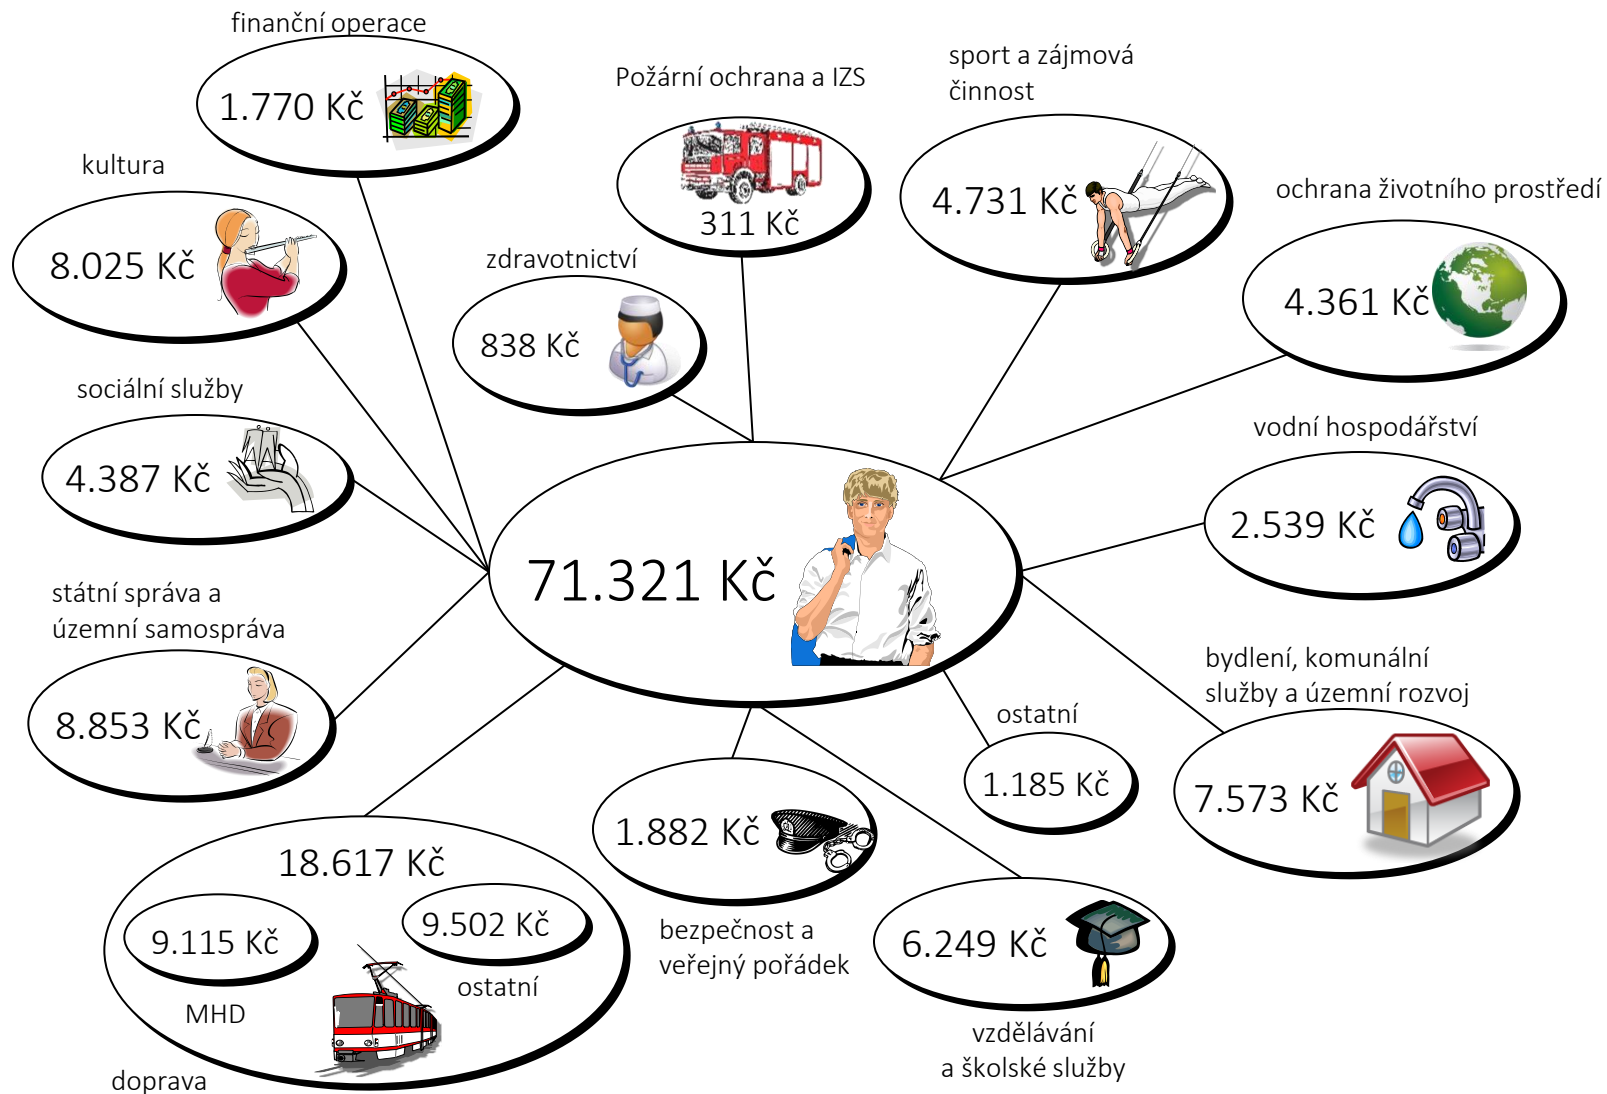 finanční operace
1.770 Kč
Požární ochrana a IZS
311 Kč
sport a zájmová
činnost
4.731 Kč
kultura
8.025 Kč
zdravotnictví
838 Kč
ochrana životního prostředí
4.361 Kč
sociální služby
4.387 Kč
vodní hospodářství
2.539 Kč
71.321 Kč
státní správa a
územní samospráva
8.853 Kč
bydlení, komunální
služby a územní rozvoj
7.573 Kč
ostatní
1.185 Kč
18.617 Kč
9.115 Kč
MHD
9.502 Kč
ostatní
doprava
1.882 Kč
bezpečnost a
veřejný pořádek
6.249 Kč
vzdělávání
a školské služby